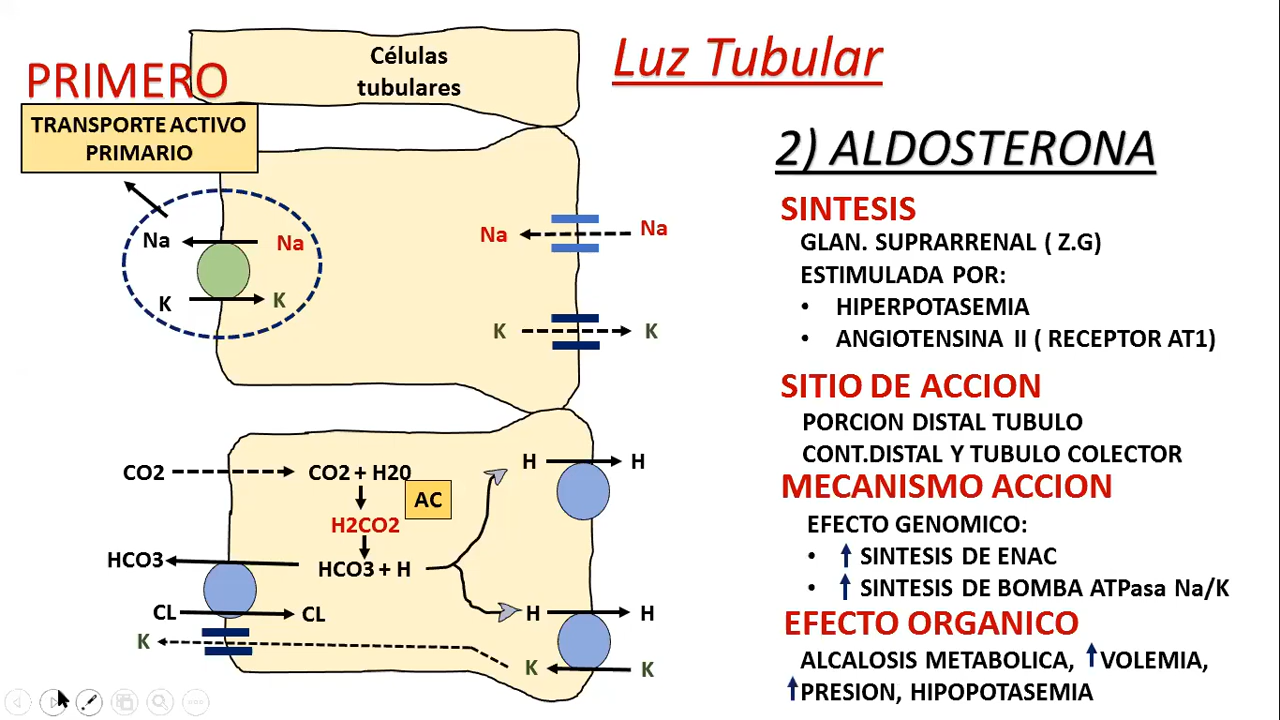 Células
tubulares
Luz Tubular
PRIMERO
TRANSPORTE ACTIVO
PRIMARIO
Na
Na
K
K
Na
Na
K
K
CO2
CO2 + H20
AC
H2CO2
HCO3
HCO3 + H
CL
CL
K
H
H
H
H
K
K
2) ALDOSTERONA
SINTESIS
GLAN. SUPRARRENAL ( Z.G)
ESTIMULADA POR:
• HIPERPOTASEMIA
• ANGIOTENSINA II ( RECEPTOR AT1)
SITIO DE ACCION
PORCION DISTAL TUBULO
CONT.DISTAL Y TUBULO COLECTOR
MECANISMO ACCION
EFECTO GENOMICO:
• SINTESIS DE ENAC
• SINTESIS DE BOMBA ATPasa Na/K
EFECTO ORGANICO
ALCALOSIS METABOLICA, VOLEMIA,
PRESION, HIPOPOTASEMIA